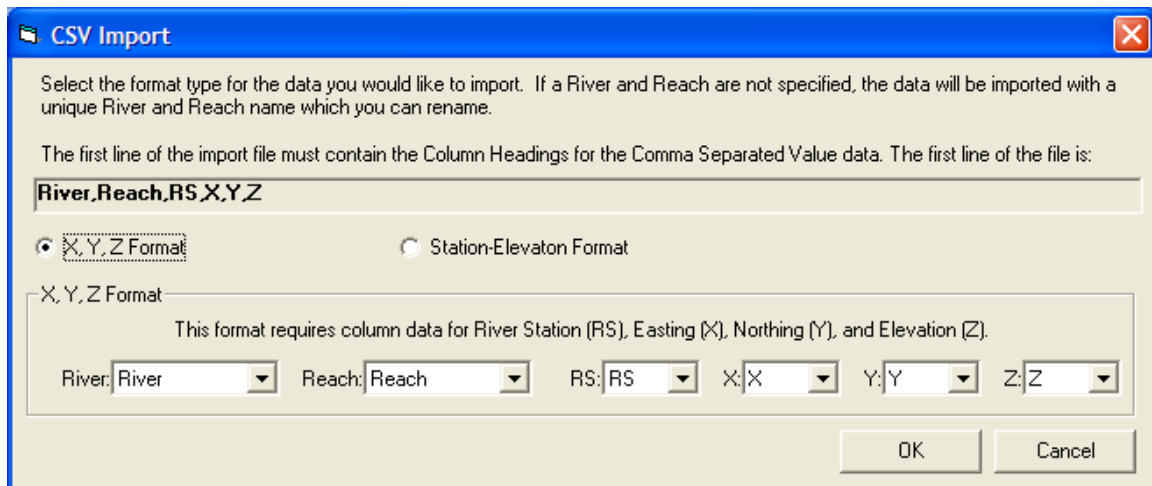 CSV Import
Select the format type for the data you would like to import. If a River and Reach are not specified, the data will be imported with a
unique River and Reach name which you can rename.
The first line of the import file must contain the Column Headings for the Comma Separated Value data. The first line of the file is:
River,Reach,RS,X,Y,Z
X, Y, Z Format Station-Elevaton Format
X, Y, Z Format
This format requires column data for River Station (RS), Easting (X), Northing (Y), and Elevation (Z).
River: River Reach: Reach RS: RS X: X Y: Y Z: Z
OK Cancel